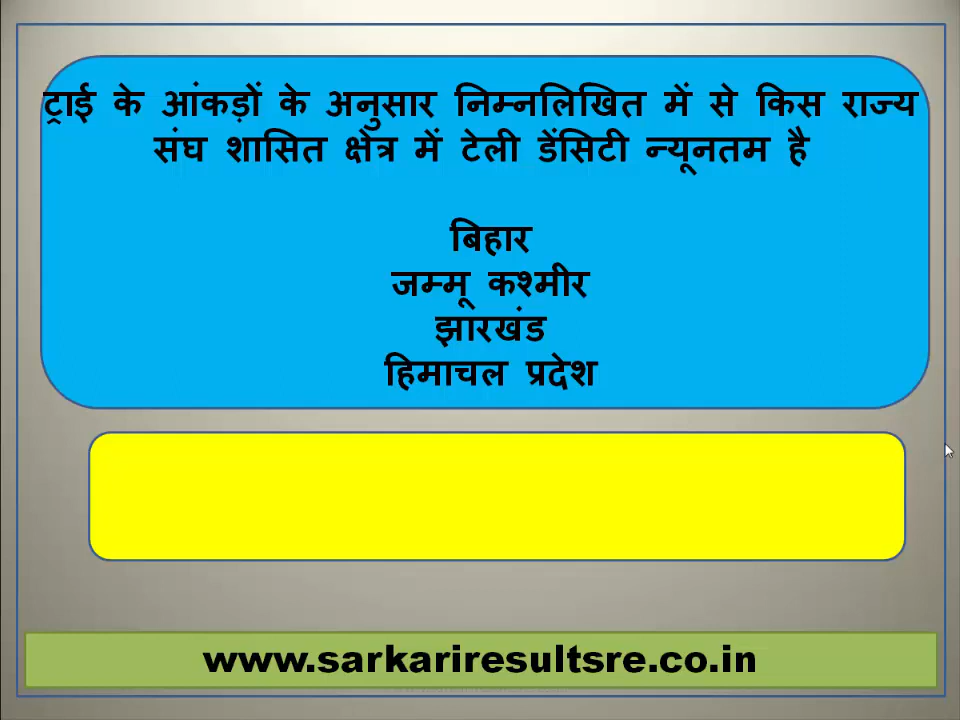 ट्राई के आंकड़ों के अनुसार निम्नलिखित में से किस राज्य
संघ शासित क्षेत्र में टेली डेंसिटी न्यूनतम है
बिहार
जम्मू कश्मीर
झारखंड
हिमाचल प्रदेश
www.sarkariresultsre.co.in